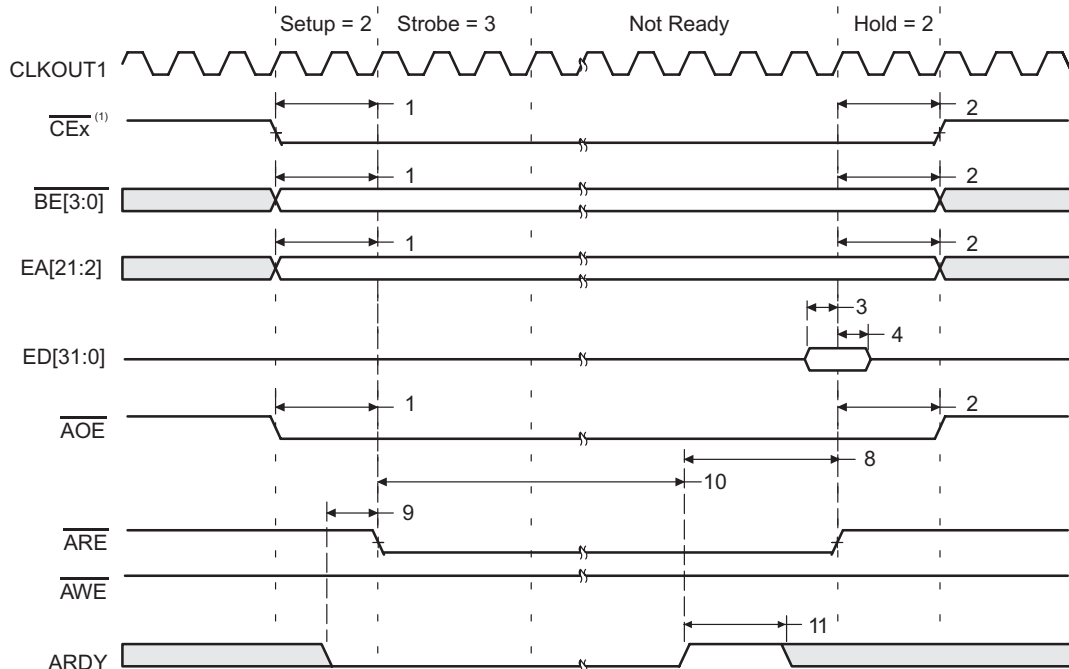 Setup = 2 Strobe = 3 Not Ready Hold = 2
CLKOUT1
CEx (1) 1 2
BE[3:0] 1 2
EA[21:2] 1 2
3
4
ED[31:0]
AOE 1 2
8
10
9
ARE
AWE
11
ARDY